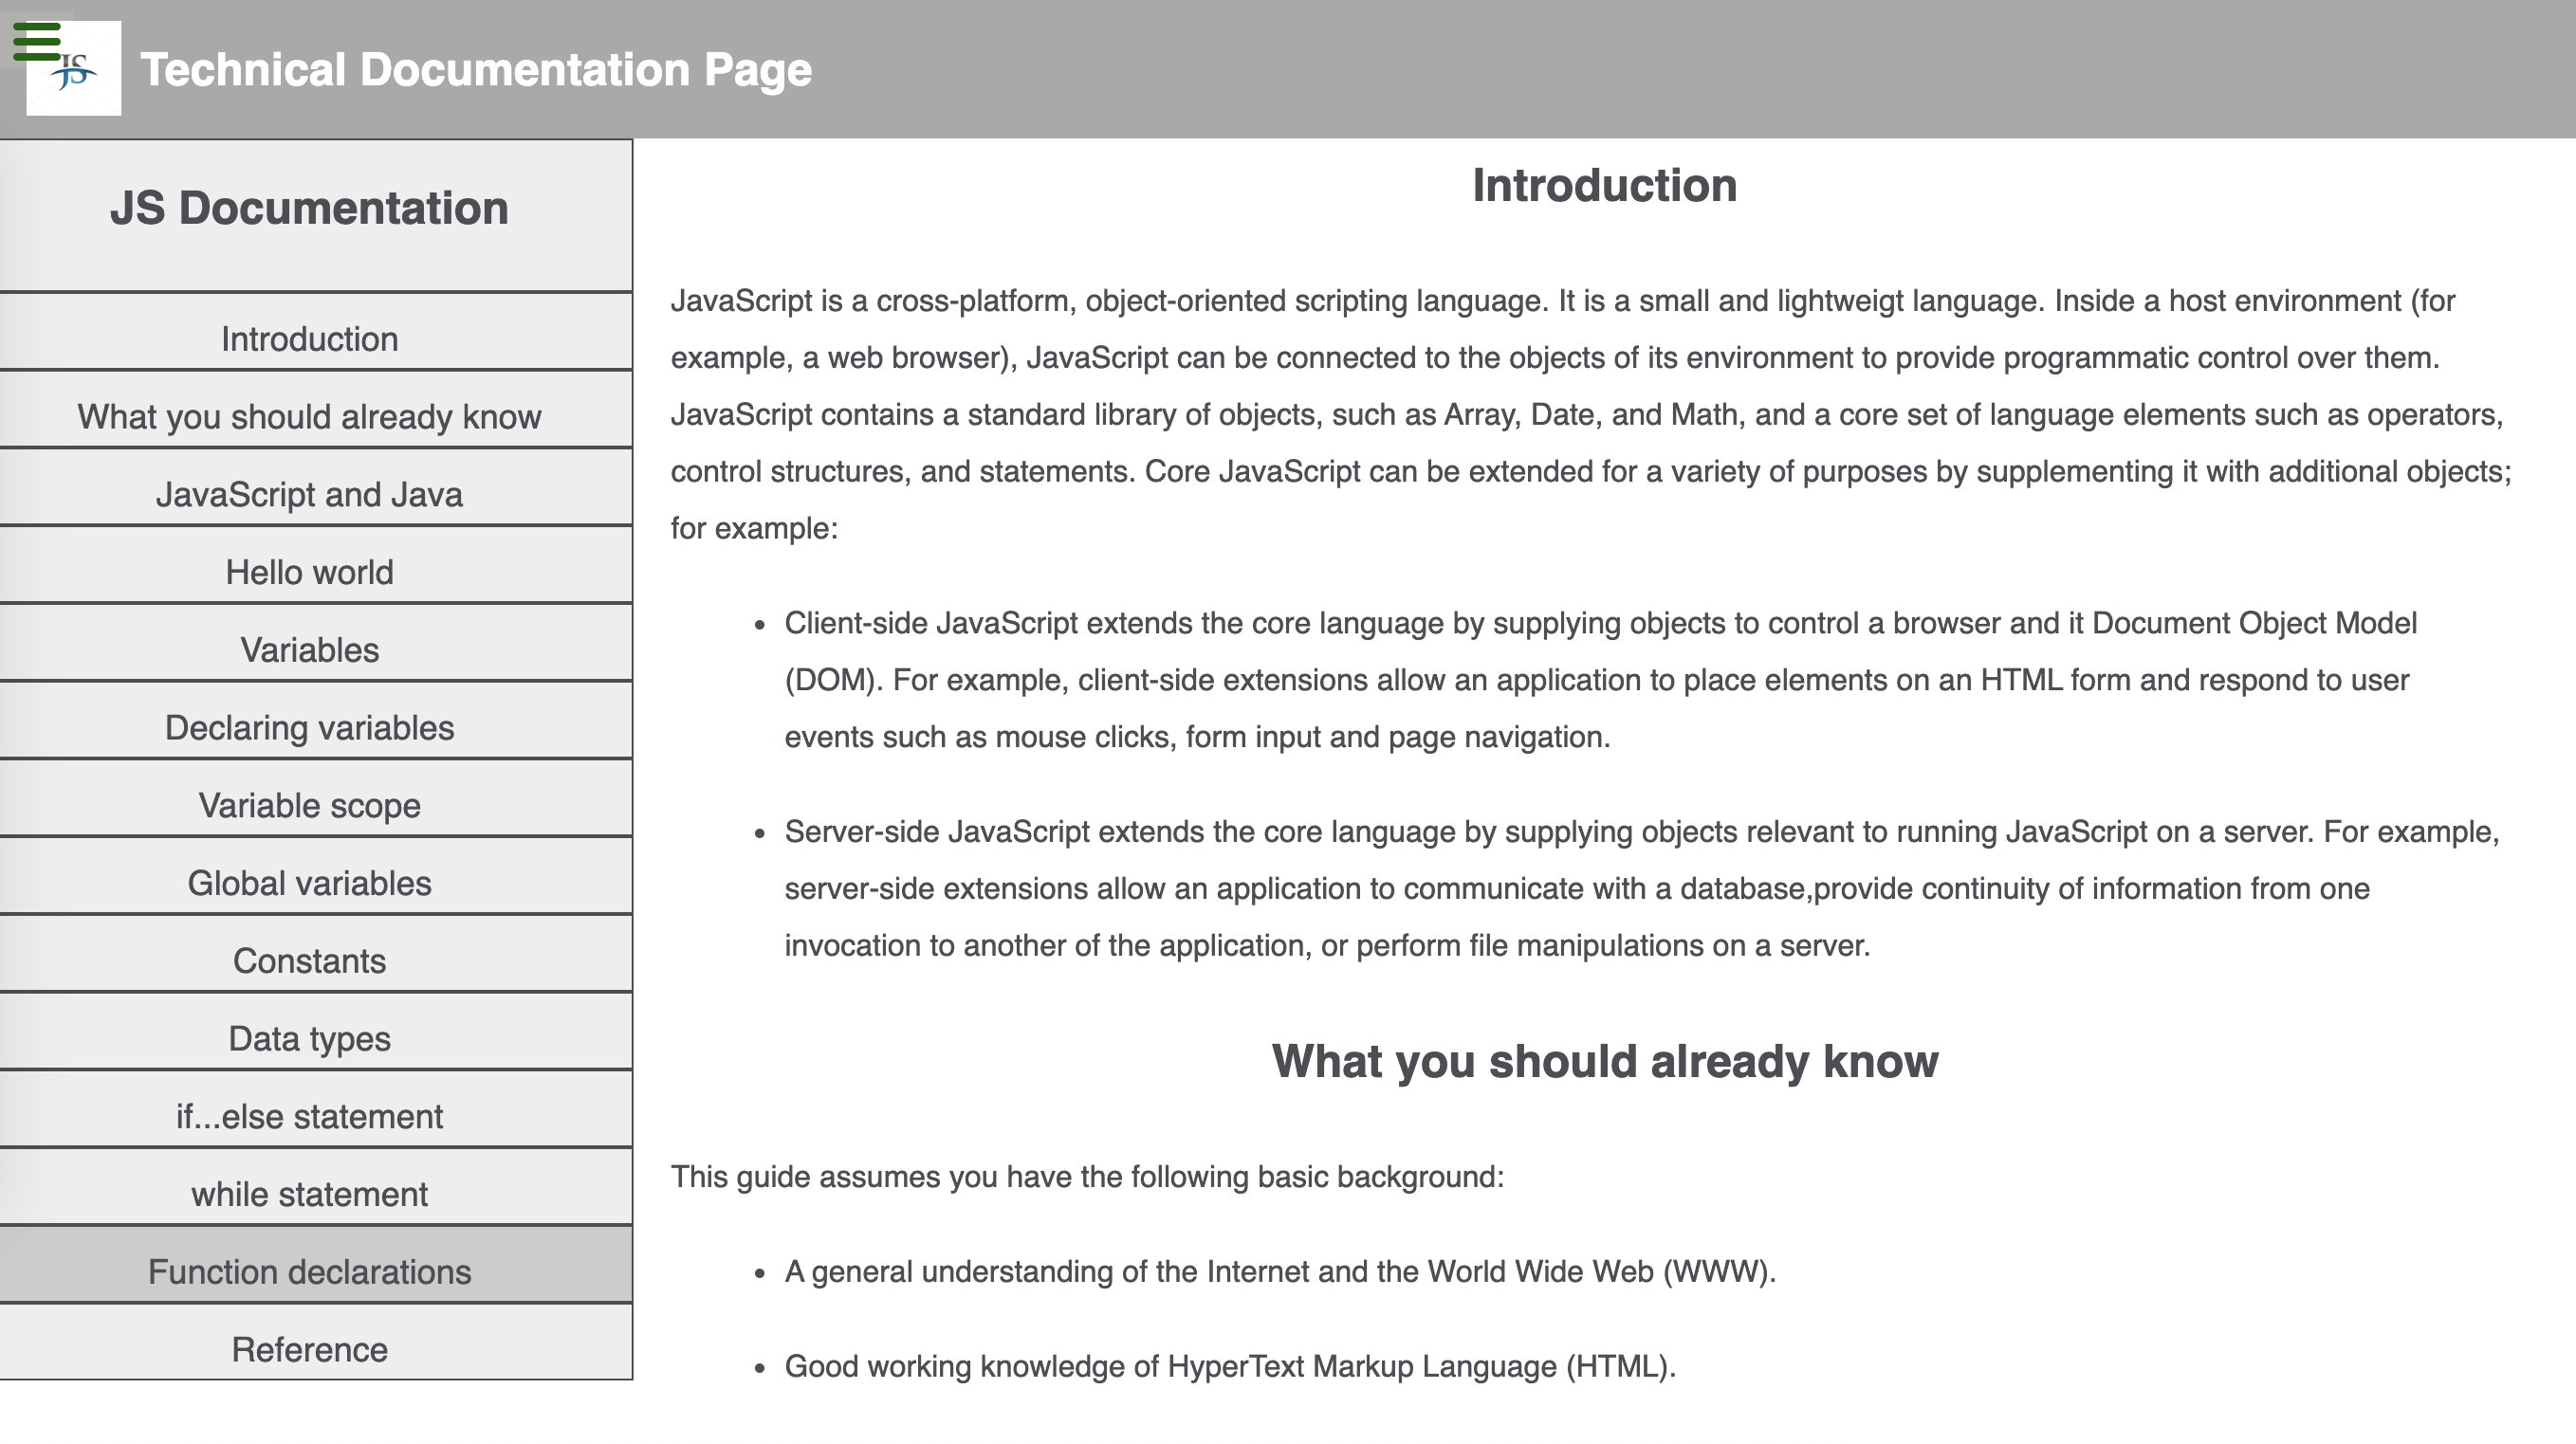 JS
Technical Documentation Page
JS Documentation
Introduction
What you should already know
JavaScript and Java
Hello world
Variables
Declaring variables
Variable scope
Global variables
Constants
Data types
if...else statement
while statement
Function declarations
Reference
Introduction
JavaScript is a cross-platform, object-oriented scripting language. It is a small and lightweigt language. Inside a host environment (for
example, a web browser), JavaScript can be connected to the objects of its environment to provide programmatic control over them.
JavaScript contains a standard library of objects, such as Array, Date, and Math, and a core set of language elements such as operators,
control structures, and statements. Core JavaScript can be extended for a variety of purposes by supplementing it with additional objects;
for example:
• Client-side JavaScript extends the core language by supplying objects to control a browser and it Document Object Model
(DOM). For example, client-side extensions allow an application to place elements on an HTML form and respond to user
events such as mouse clicks, form input and page navigation.
• Server-side JavaScript extends the core language by supplying objects relevant to running JavaScript on a server. For example,
server-side extensions allow an application to communicate with a database,provide continuity of information from one
invocation to another of the application, or perform file manipulations on a server.
What you should already know
This guide assumes you have the following basic background:
• A general understanding of the Internet and the World Wide Web (WWW).
• Good working knowledge of HyperText Markup Language (HTML).